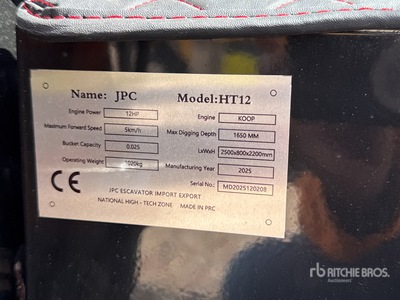 Name: JPC Model:HT12
Engine Power 12HP Engine KOOP
Maximum Forward Speed 5km/h Max Digging Depth 1650 MM
Bucket Capacity 0.025 LxWxH 2500x800x2200mm
Operating Weight Manufacturing Year 2025
Serial No.: MD2025120208
CE
JPC ESCAVATOR IMPORT EXPORT
NATIONAL HIGH - TECH ZONE MADE IN PRC
rb RITCHIE BROS.
Auctioneers